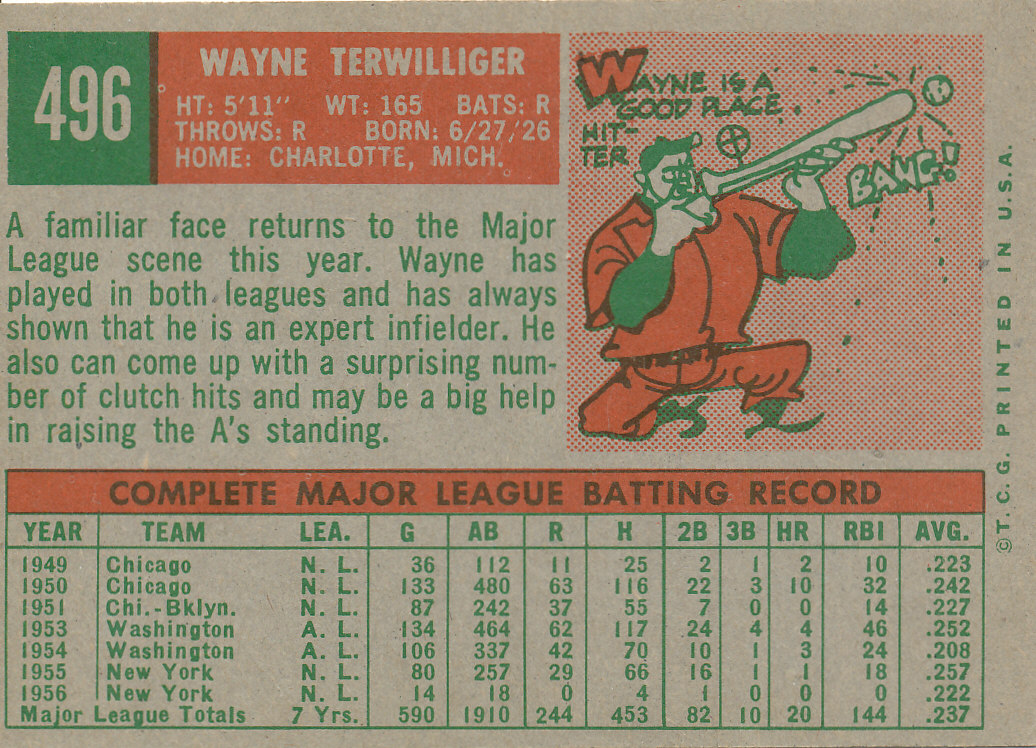 496
WAYNE TERWILLIGER
HT: 5'11" WT: 165 BATS: R
THROWS: R BORN: 6/27/26
HOME: CHARLOTTE, MICH.
WAYNE IS A
GOOD PLACE
HIT-
TER
BANG!
A familiar face returns to the Major
League scene this year. Wayne has
played in both leagues and has always
shown that he is an expert infielder. He
also can come up with a surprising num-
ber of clutch hits and may be a big help
in raising the A's standing.
COMPLETE MAJOR LEAGUE BATTING RECORD
YEAR TEAM LEA. G AB R H 2B 3B HR RBI AVG.
1949 Chicago N. L. 36 112 11 25 2 1 2 10 .223
1950 Chicago N. L. 133 480 63 116 22 3 10 32 .242
1951 Chi.-Bklyn. N. L. 87 242 37 55 7 0 0 14 .227
1953 Washington A. L. 134 464 62 117 24 4 4 46 .252
1954 Washington A. L. 106 337 42 70 10 1 3 24 .208
1955 New York N. L. 80 257 29 66 16 1 1 18 .257
1956 New York N. L. 14 18 0 4 1 0 0 0 .222
Major League Totals 7 Yrs. 590 1910 244 453 82 10 20 144 .237
© T. C. G. PRINTED IN U.S.A.